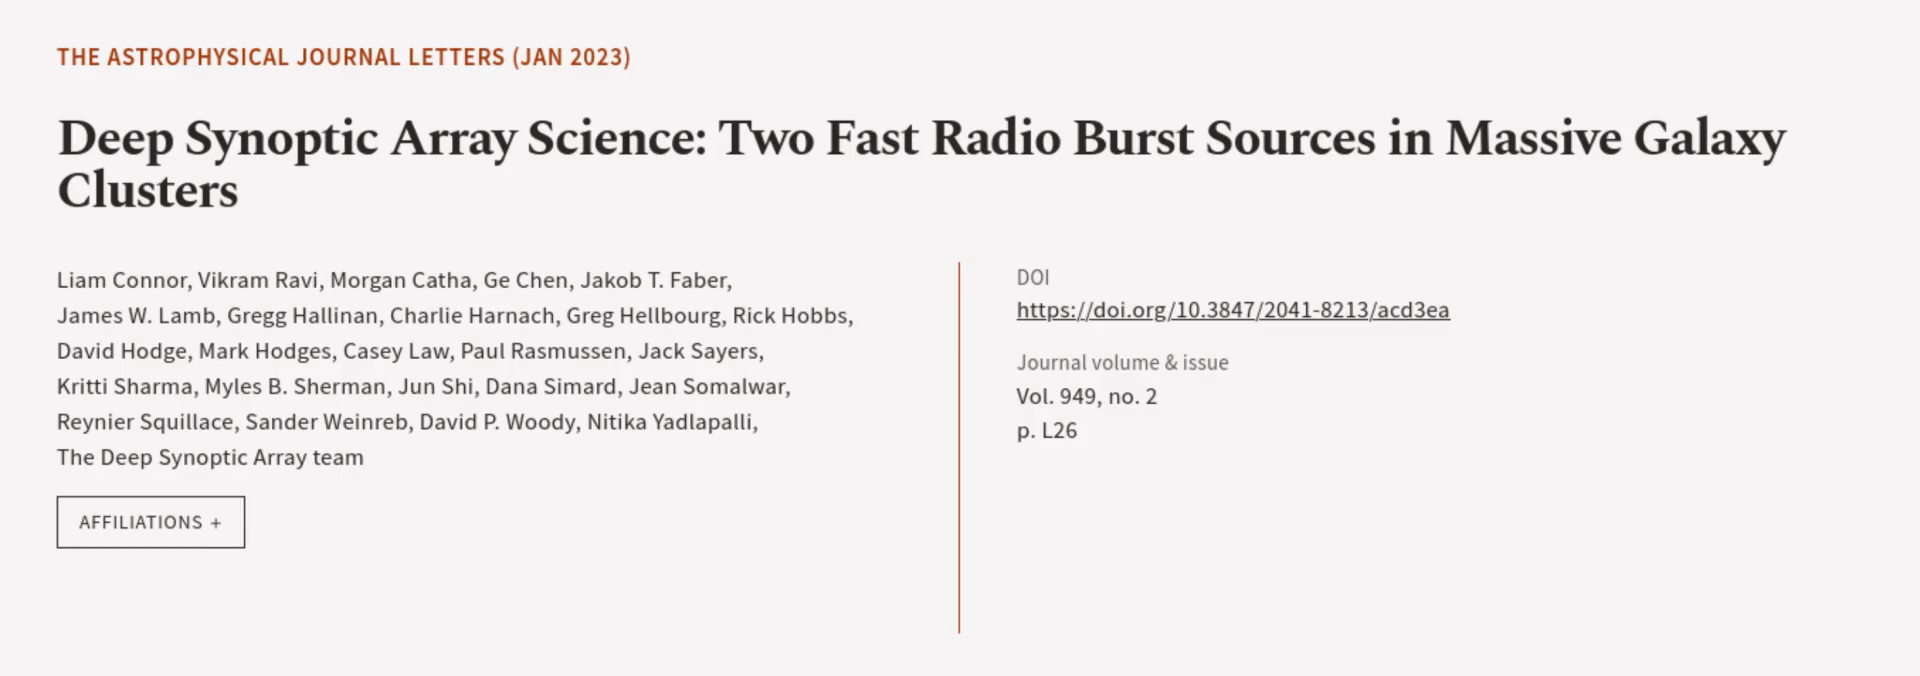 THE ASTROPHYSICAL JOURNAL LETTERS (JAN 2023)
Deep Synoptic Array Science: Two Fast Radio Burst Sources in Massive Galaxy
Clusters
Liam Connor, Vikram Ravi, Morgan Catha, Ge Chen, Jakob T. Faber,
James W. Lamb, Gregg Hallinan, Charlie Harnach, Greg Hellbourg, Rick Hobbs,
David Hodge, Mark Hodges, Casey Law, Paul Rasmussen, Jack Sayers,
Kritti Sharma, Myles B. Sherman, Jun Shi, Dana Simard, Jean Somalwar,
Reynier Squillace, Sander Weinreb, David P. Woody, Nitika Yadlapalli,
The Deep Synoptic Array team
AFFILIATIONS +
DOI
https://doi.org/10.3847/2041-8213/acd3ea
Journal volume & issue
Vol. 949, no. 2
p. L26